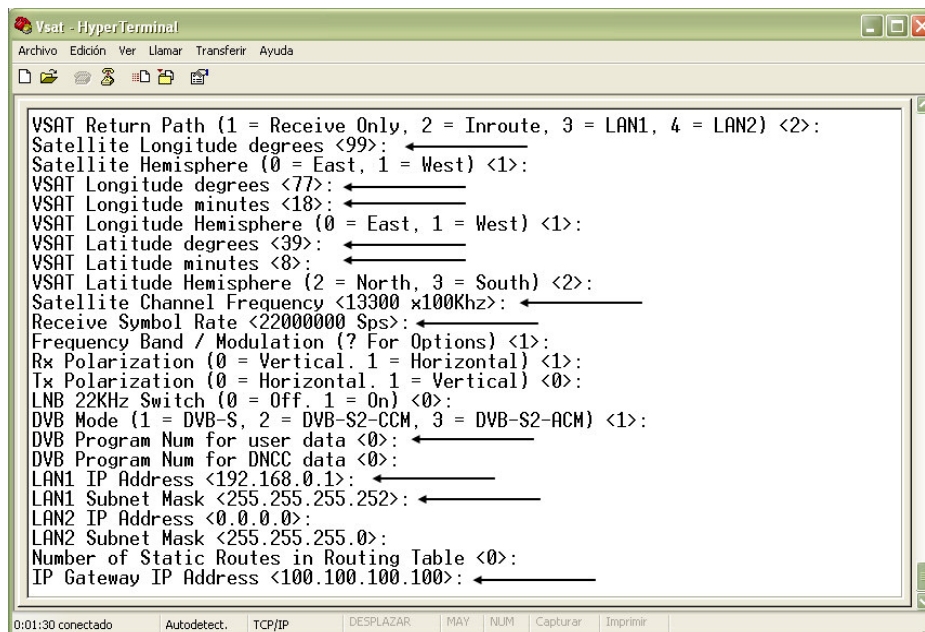 Vsat - HyperTerminal
Archivo Edición Ver Llamar Transferir Ayuda
VSAT Return Path (1 = Receive Only, 2 = Inroute, 3 = LAN1, 4 = LAN2) <2>:
Satellite Longitude degrees <99>:
Satellite Hemisphere (0 = East, 1 = West) <1>:
VSAT Longitude degrees <77>:
VSAT Longitude minutes <18>:
VSAT Longitude Hemisphere (0 = East, 1 = West) <1>:
VSAT Latitude degrees <39>:
VSAT Latitude minutes <8>:
VSAT Latitude Hemisphere (2 = North, 3 = South) <2>:
Satellite Channel Frequency <13300 x100Khz>:
Receive Symbol Rate <22000000 Sps>:
Frequency Band / Modulation (? For Options) <1>:
Rx Polarization (0 = Vertical. 1 = Horizontal) <1>:
Tx Polarization (0 = Horizontal. 1 = Vertical) <0>:
LNB 22KHz Switch (0 = Off. 1 = On) <0>:
DVB Mode (1 = DVB-S, 2 = DVB-S2-CCM, 3 = DVB-S2-ACM) <1>:
DVB Program Num for user data <0>:
DVB Program Num for DNCC data <0>:
LAN1 IP Address <192.168.0.1>:
LAN1 Subnet Mask <255.255.255.252>:
LAN2 IP Address <0.0.0.0>:
LAN2 Subnet Mask <255.255.255.0>:
Number of Static Routes in Routing Table <0>:
IP Gateway IP Address <100.100.100.100>:
0:01:30 conectado Autodetect. TCP/IP DESPLAZAR MAY NUM Capturar Imprimir